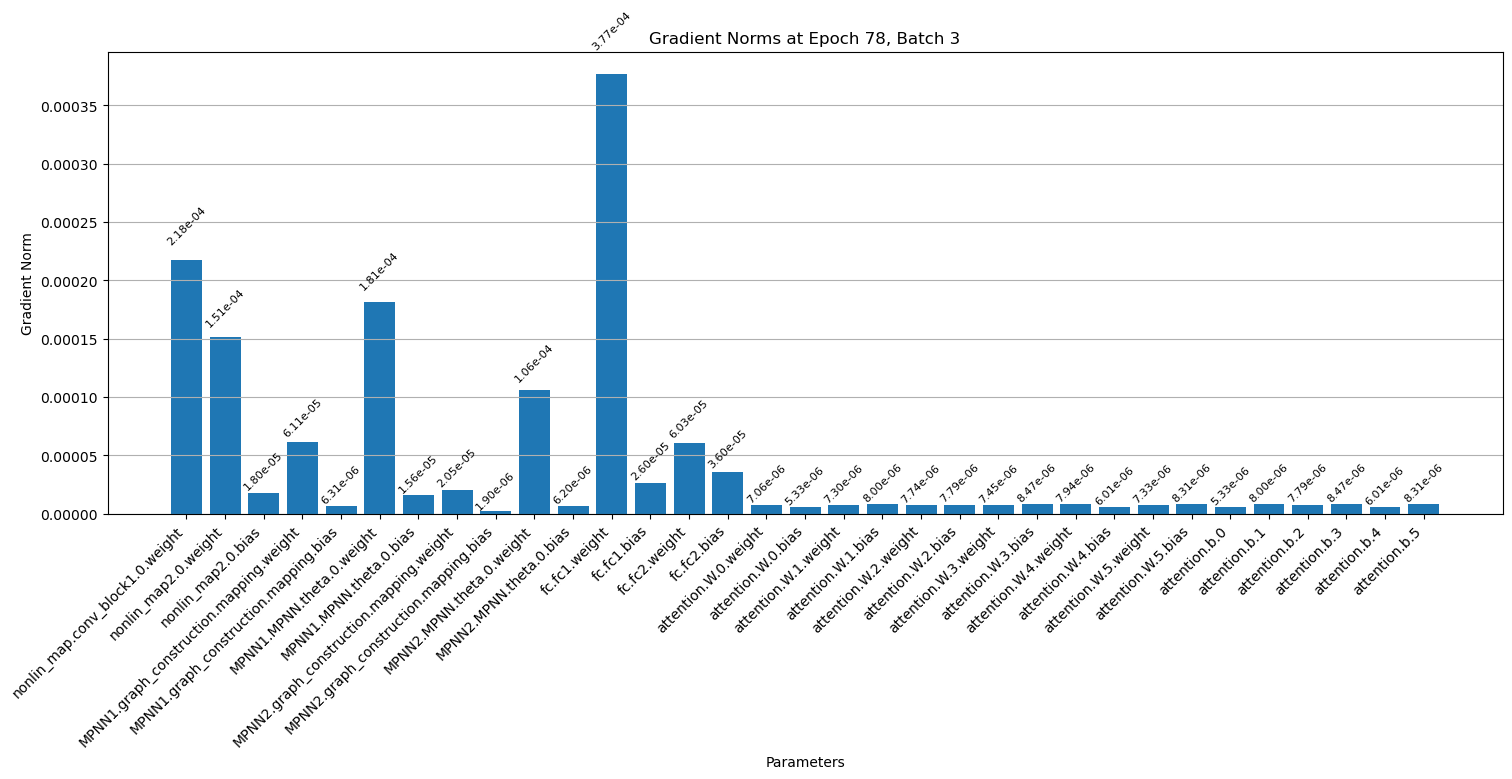 Gradient Norms at Epoch 78, Batch 3
Gradient Norm
0.00035
0.00030
0.00025
0.00020
0.00015
0.00010
0.00005
0.00000
2.18e-04
1.51e-04
1.80e-05
6.11e-05
6.31e-06
1.81e-04
1.56e-05
2.05e-05
1.90e-06
1.06e-04
6.20e-06
3.77e-04
2.60e-05
6.03e-05
3.60e-05
7.06e-06
5.33e-06
7.30e-06
8.00e-06
7.74e-06
7.79e-06
7.45e-06
8.47e-06
7.94e-06
6.01e-06
7.33e-06
8.31e-06
5.33e-06
8.00e-06
7.79e-06
8.47e-06
6.01e-06
8.31e-06
nonlin_map.conv_block1.0.weight
nonlin_map2.0.weight
nonlin_map2.0.bias
MPNN1.graph_construction.mapping.weight
MPNN1.graph_construction.mapping.bias
MPNN1.MPNN.theta.0.weight
MPNN1.MPNN.theta.0.bias
MPNN2.graph_construction.mapping.weight
MPNN2.graph_construction.mapping.bias
MPNN2.MPNN.theta.0.weight
MPNN2.MPNN.theta.0.bias
fc.fc1.weight
fc.fc1.bias
fc.fc2.weight
fc.fc2.bias
attention.W.0.weight
attention.W.0.bias
attention.W.1.weight
attention.W.1.bias
attention.W.2.weight
attention.W.2.bias
attention.W.3.weight
attention.W.3.bias
attention.W.4.weight
attention.W.4.bias
attention.W.5.weight
attention.W.5.bias
attention.b.0
attention.b.1
attention.b.2
attention.b.3
attention.b.4
attention.b.5
Parameters